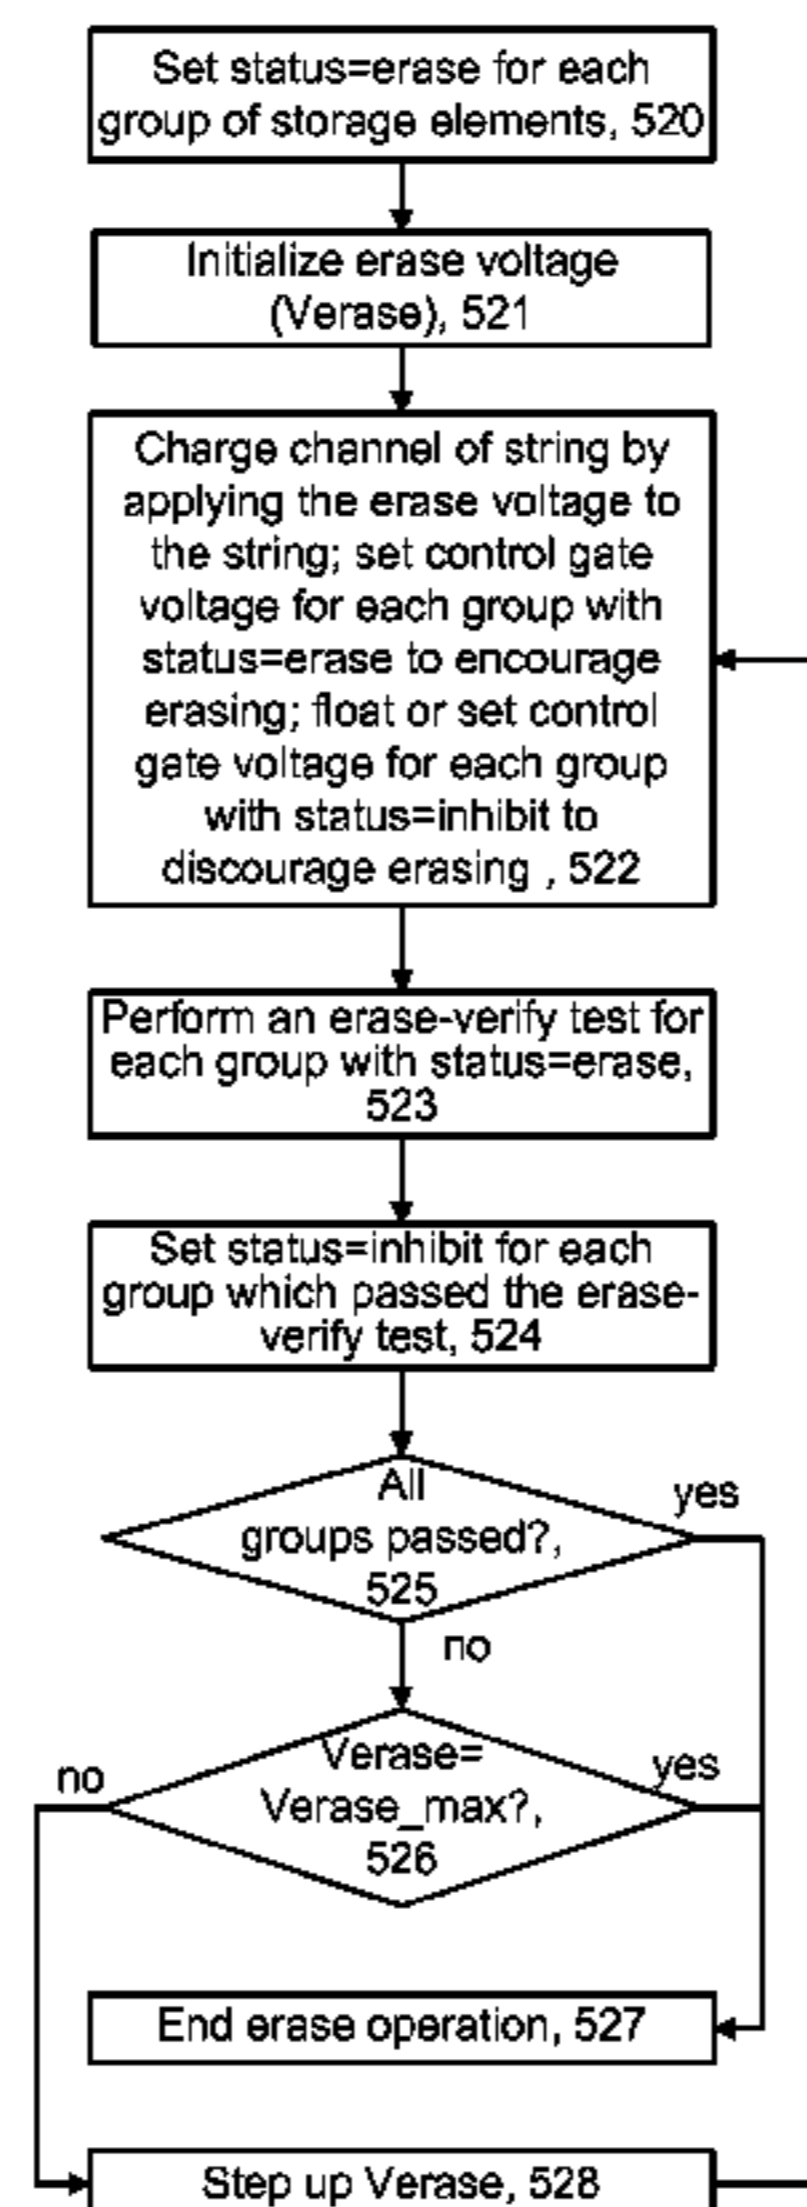 Set status=erase for each
group of storage elements, 520
Initialize erase voltage
(Verase), 521
Charge channel of string by
applying the erase voltage to
the string; set control gate
voltage for each group with
status=erase to encourage
erasing; float or set control
gate voltage for each group
with status=inhibit to
discourage erasing , 522
Perform an erase-verify test for
each group with status=erase,
523
Set status=inhibit for each
group which passed the erase-
verify test, 524
All
groups passed?,
525
yes
no
Verase=
Verase_max?,
526
no
yes
End erase operation, 527
Step up Verase, 528